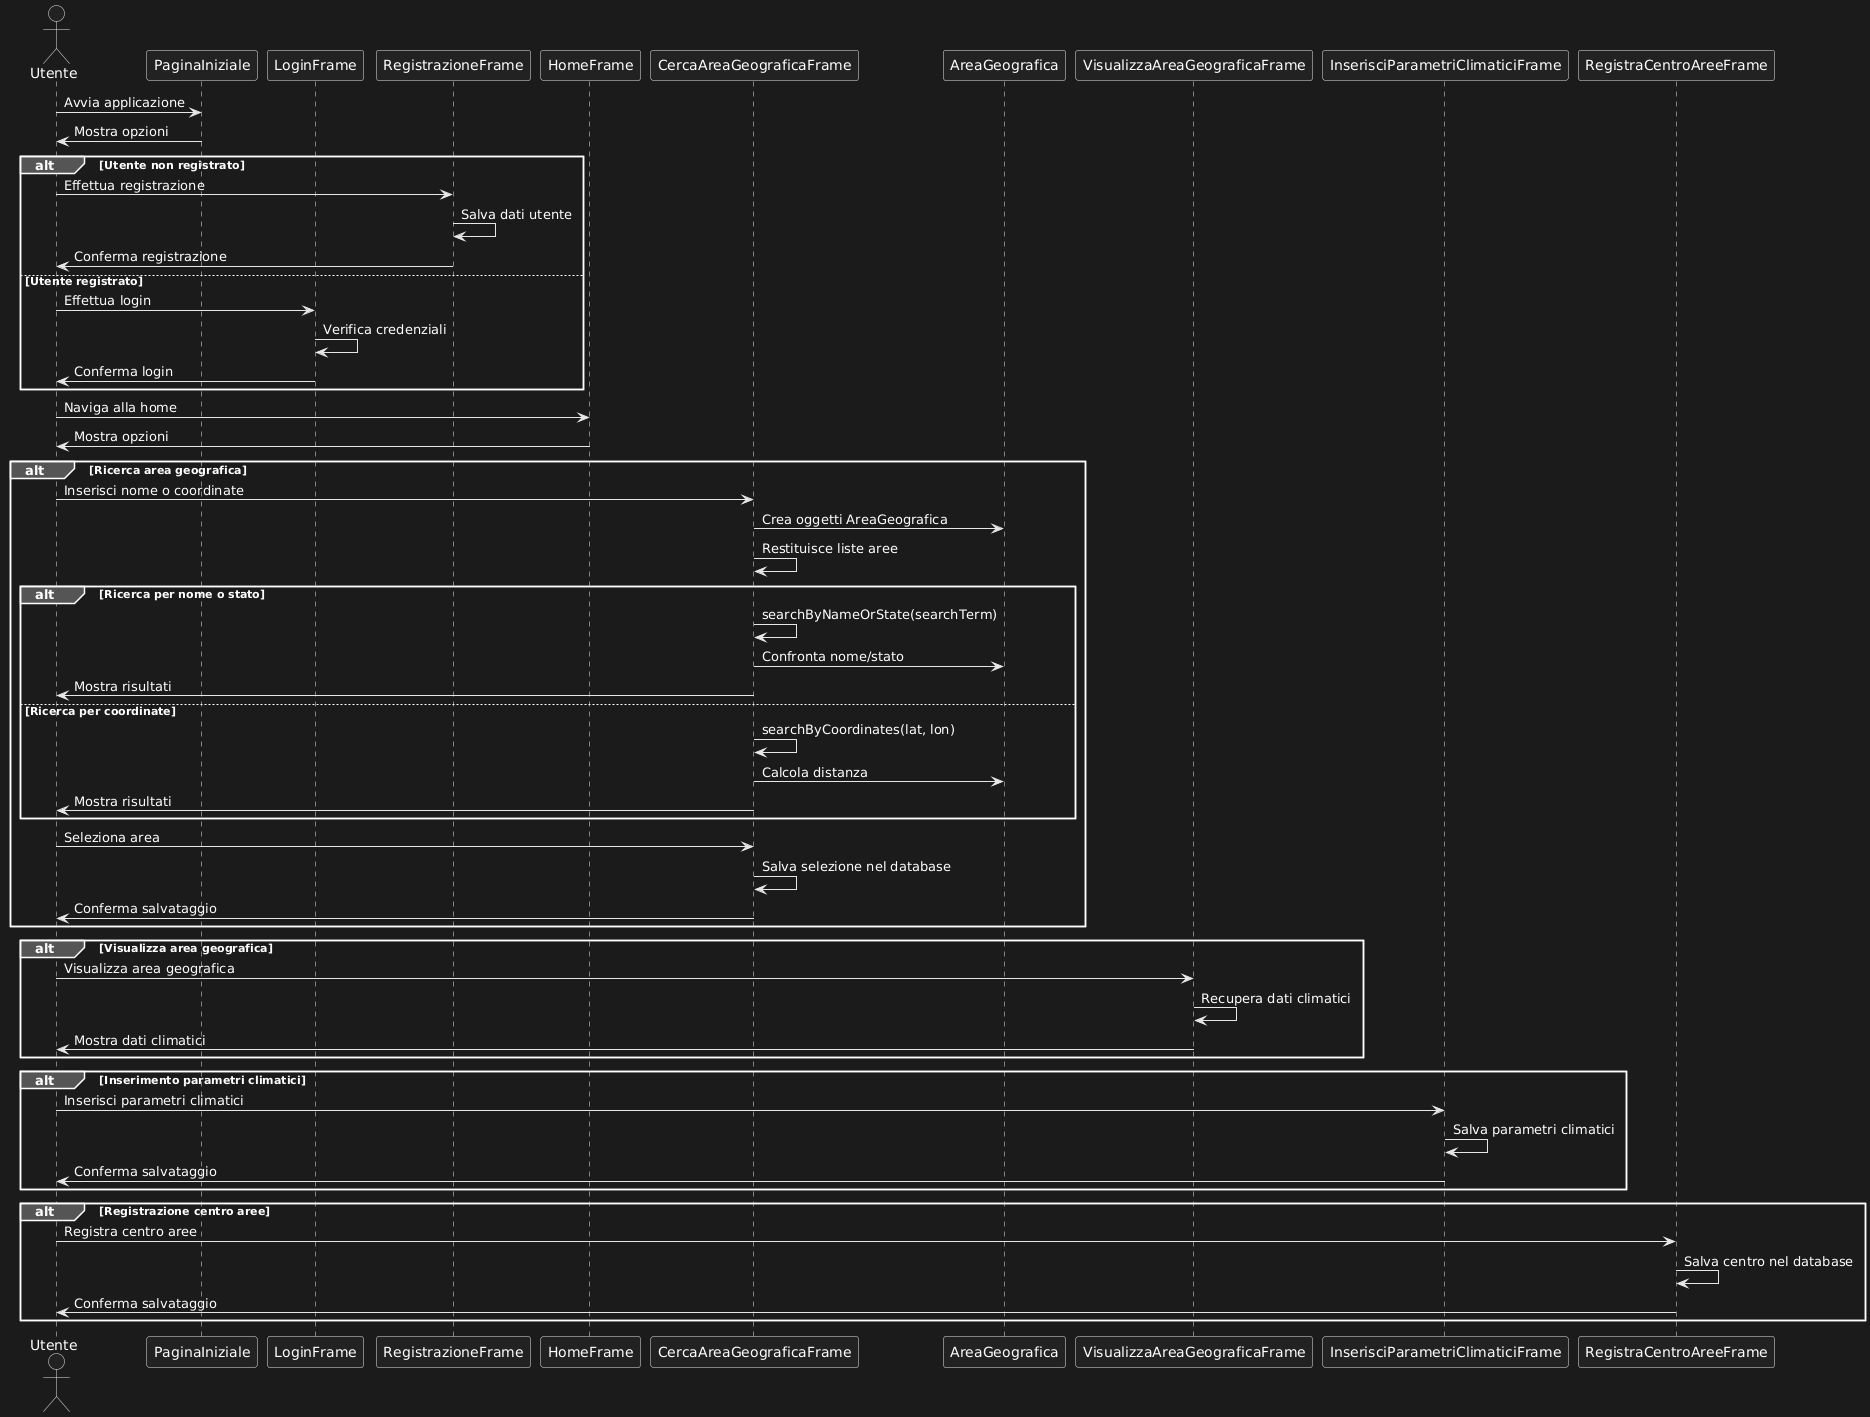 Utente
PaginaIniziale
LoginFrame
RegistrazioneFrame
HomeFrame
CercaAreaGeograficaFrame
AreaGeografica
VisualizzaAreaGeograficaFrame
InserisciParametriClimaticiFrame
RegistraCentroAreeFrame
Avvia applicazione
Mostra opzioni
alt [Utente non registrato]
Effettua registrazione
Salva dati utente
Conferma registrazione
[Utente registrato]
Effettua login
Verifica credenziali
Conferma login
Naviga alla home
Mostra opzioni
alt [Ricerca area geografica]
Inserisci nome o coordinate
Crea oggetti AreaGeografica
Restituisce liste aree
alt [Ricerca per nome o stato]
searchByNameOrState(searchTerm)
Confronta nome/stato
Mostra risultati
[Ricerca per coordinate]
searchByCoordinates(lat, lon)
Calcola distanza
Mostra risultati
Seleziona area
Salva selezione nel database
Conferma salvataggio
alt [Visualizza area geografica]
Visualizza area geografica
Recupera dati climatici
Mostra dati climatici
alt [Inserimento parametri climatici]
Inserisci parametri climatici
Salva parametri climatici
Conferma salvataggio
alt [Registrazione centro aree]
Registra centro aree
Salva centro nel database
Conferma salvataggio
Utente
PaginaIniziale
LoginFrame
RegistrazioneFrame
HomeFrame
CercaAreaGeograficaFrame
AreaGeografica
VisualizzaAreaGeograficaFrame
InserisciParametriClimaticiFrame
RegistraCentroAreeFrame